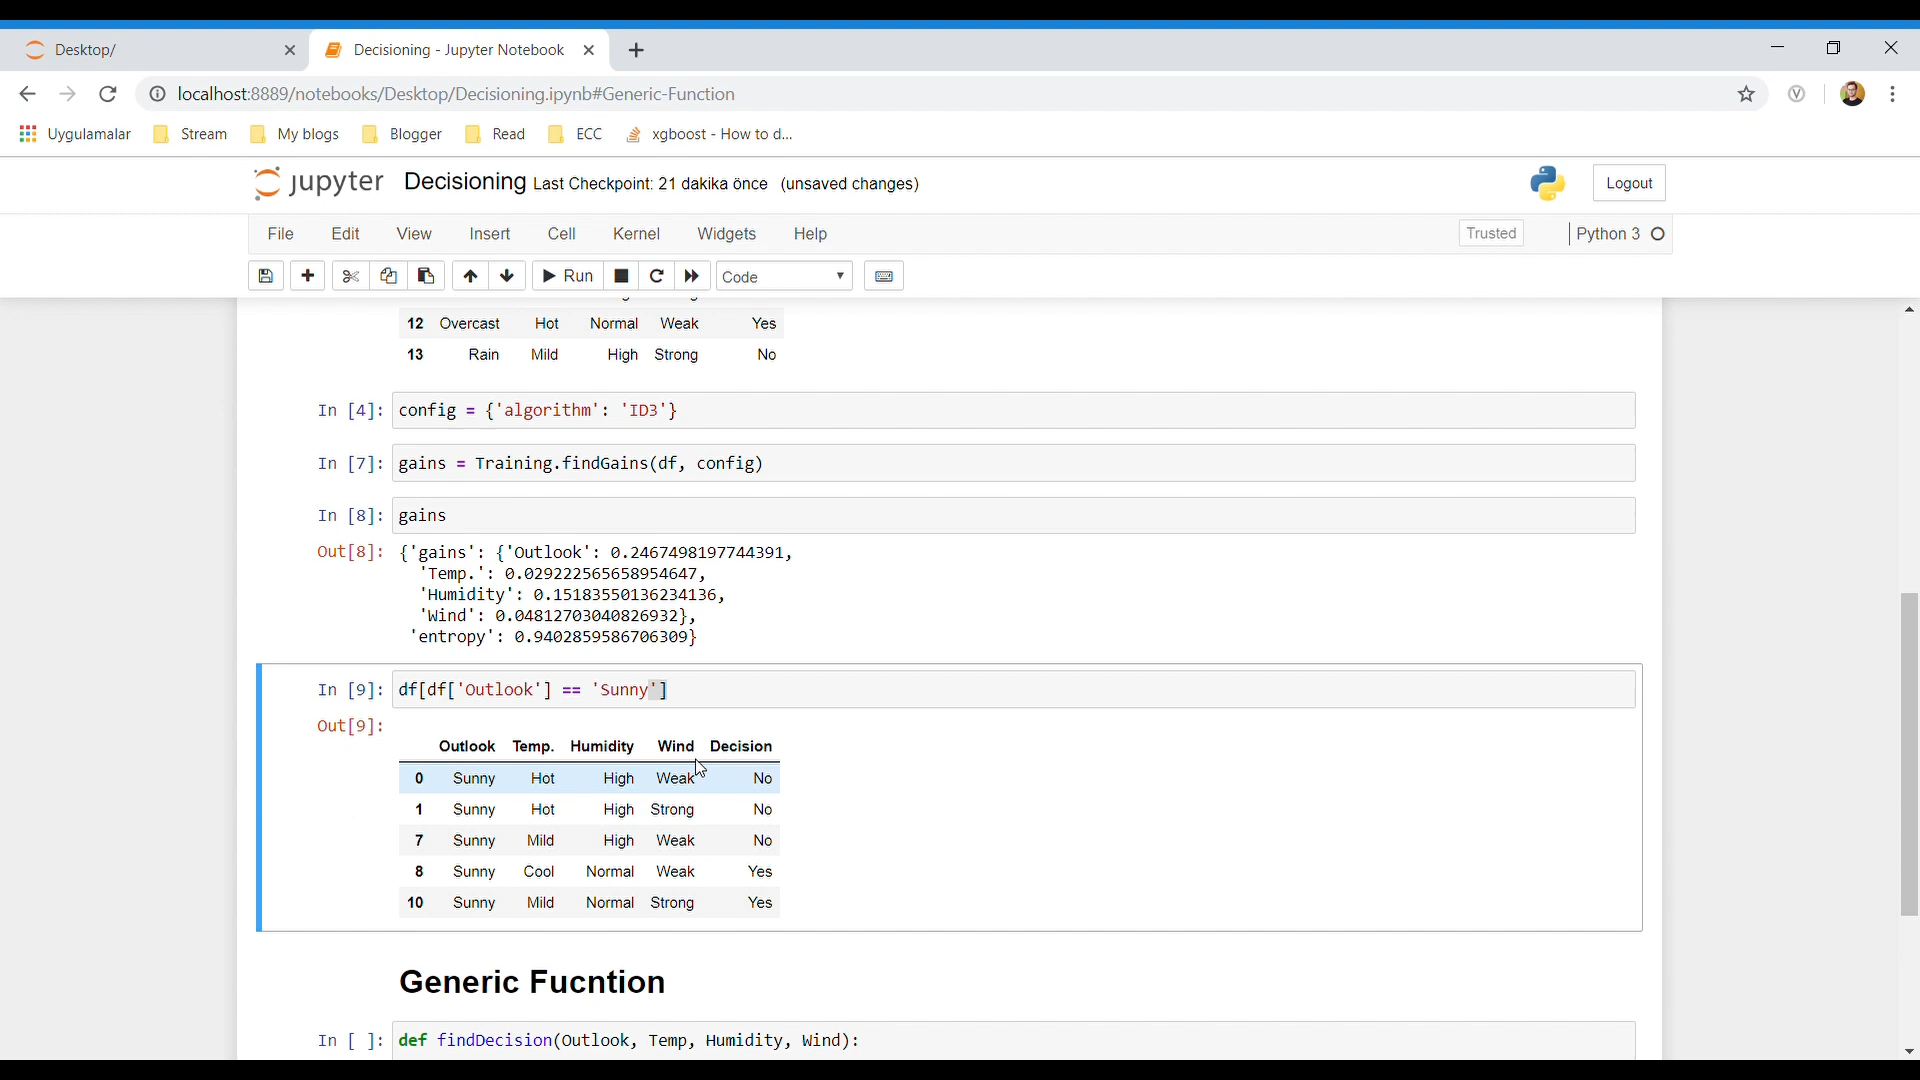 Desktop/
Decisioning - Jupyter Notebook
localhost:8889/notebooks/Desktop/Decisioning.ipynb#Generic-Function
Uygulamalar Stream My blogs Blogger Read ECC xgboost - How to d...
jupyter Decisioning Last Checkpoint: 21 dakika önce (unsaved changes) Logout
File Edit View Insert Cell Kernel Widgets Help Trusted Python 3
Run Code
12 Overcast Hot Normal Weak Yes
13 Rain Mild High Strong No
In [4]: config = {'algorithm': 'ID3'}
In [7]: gains = Training.findGains(df, config)
In [8]: gains
Out[8]: {'gains': {'Outlook': 0.2467498197744391,
'Temp.': 0.029222565658954647,
'Humidity': 0.15183550136234136,
'Wind': 0.04812703040826932},
'entropy': 0.9402859586706309}
In [9]: df[df['Outlook'] == 'Sunny']
Out[9]:
Outlook Temp. Humidity Wind Decision
0 Sunny Hot High Weak No
1 Sunny Hot High Strong No
7 Sunny Mild High Weak No
8 Sunny Cool Normal Weak Yes
10 Sunny Mild Normal Strong Yes
Generic Fucntion
In [ ]: def findDecision(Outlook, Temp, Humidity, Wind):